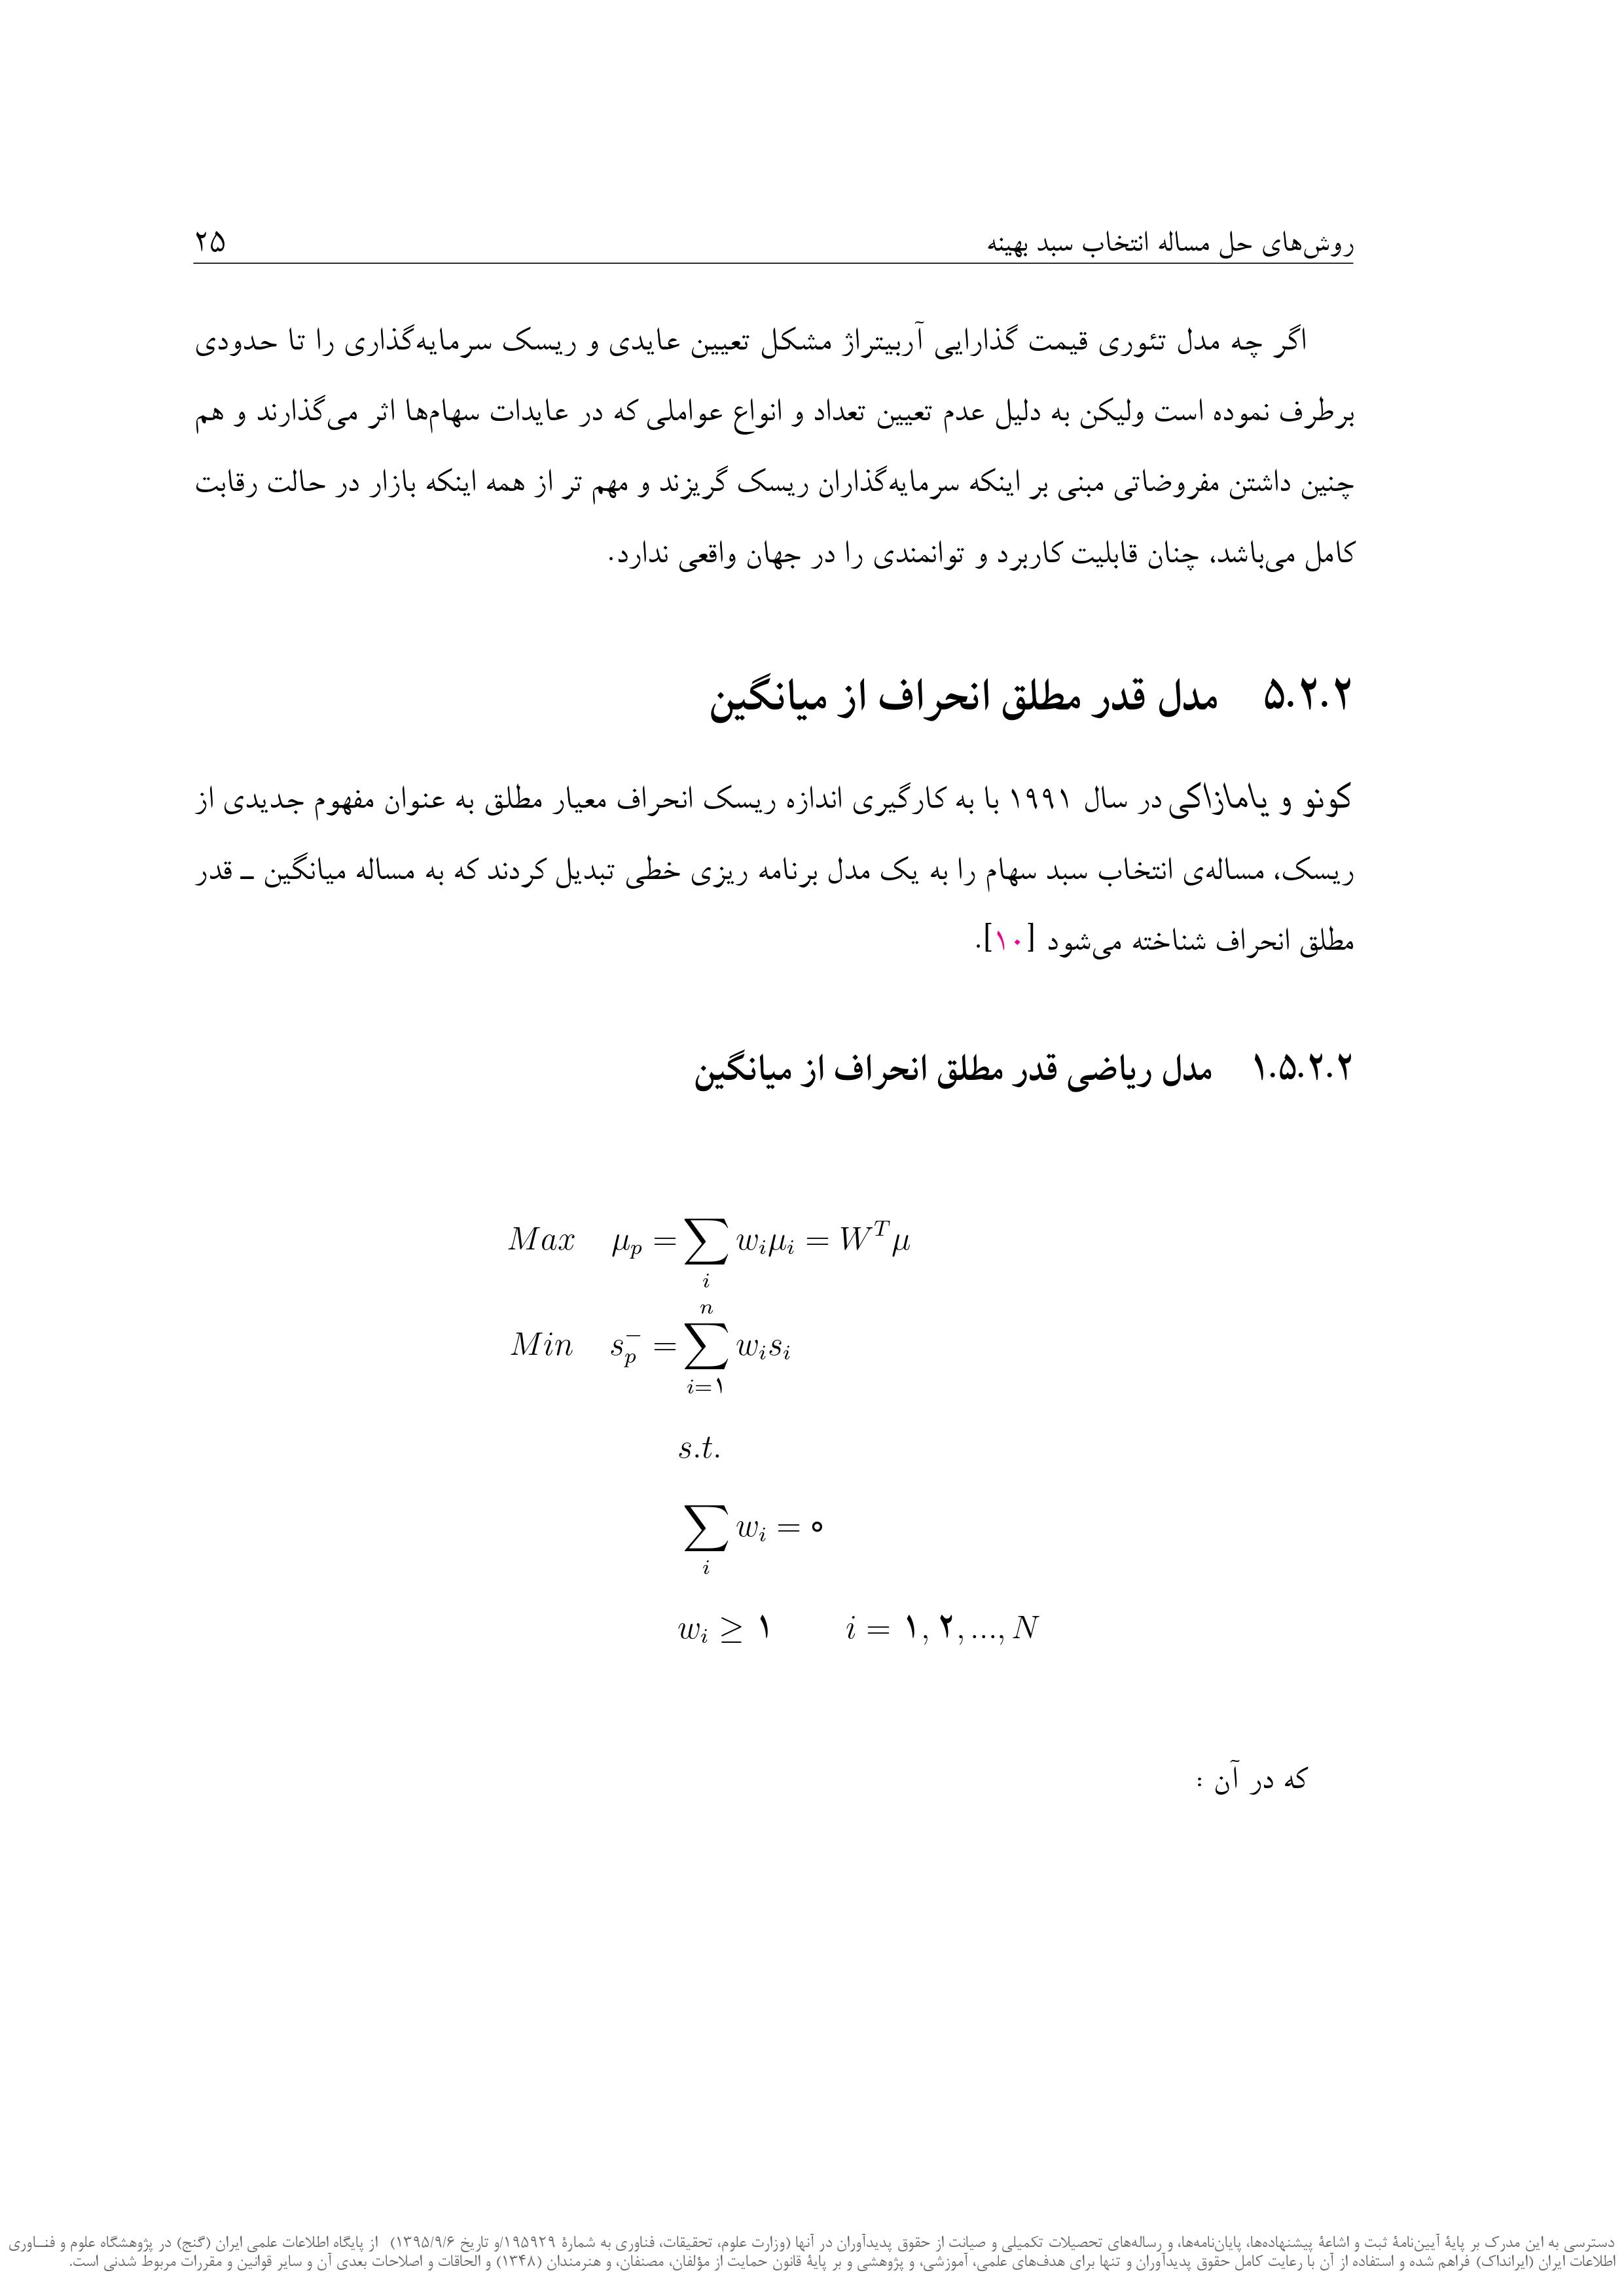 روش‌های حل مساله انتخاب سبد بهینه ۲۵
اگر چه مدل تئوری قیمت گذارایی آربیتراژ مشکل تعیین عایدی و ریسک سرمایه‌گذاری را تا حدودی
برطرف نموده است ولیکن به دلیل عدم تعیین تعداد و انواع عواملی که در عایدات سهام‌ها اثر می‌گذارند و هم
چنین داشتن مفروضاتی مبنی بر اینکه سرمایه‌گذاران ریسک گریزند و مهم تر از همه اینکه بازار در حالت رقابت
کامل می‌باشد، چنان قابلیت کاربرد و توانمندی را در جهان واقعی ندارد.
۵.۲.۲ مدل قدر مطلق انحراف از میانگین
کونو و یامازاکی در سال ۱۹۹۱ با به کارگیری اندازه ریسک انحراف معیار مطلق به عنوان مفهوم جدیدی از
ریسک، مساله‌ی انتخاب سبد سهام را به یک مدل برنامه ریزی خطی تبدیل کردند که به مساله میانگین ـ قدر
مطلق انحراف شناخته می‌شود [۱۰].
۱.۵.۲.۲ مدل ریاضی قدر مطلق انحراف از میانگین
Max μ_p = ∑_i w_i μ_i = W^T μ
Min s_p^- = ∑_{i=۱}^n w_i s_i
s.t.
∑_i w_i = ۰
w_i ≥ ۱ i = ۱, ۲, ..., N
که در آن :
دسترسی به این مدرک بر پایهٔ آیین‌نامهٔ ثبت و اشاعهٔ پیشنهاده‌ها، پایان‌نامه‌ها، و رساله‌های تحصیلات تکمیلی و صیانت از حقوق پدیدآوران در آنها (وزارت علوم، تحقیقات، فناوری به شمارهٔ ۱۹۵۹۲۹/و تاریخ ۱۳۹۵/۹/۶) از پایگاه اطلاعات علمی ایران (گنج) در پژوهشگاه علوم و فنــاوری
اطلاعات ایران (ایرانداک) فراهم شده و استفاده از آن با رعایت کامل حقوق پدیدآوران و تنها برای هدف‌های علمی، آموزشی، و پژوهشی و بر پایهٔ قانون حمایت از مؤلفان، مصنفان، و هنرمندان (۱۳۴۸) و الحاقات و اصلاحات بعدی آن و سایر قوانین و مقررات مربوط شدنی است.